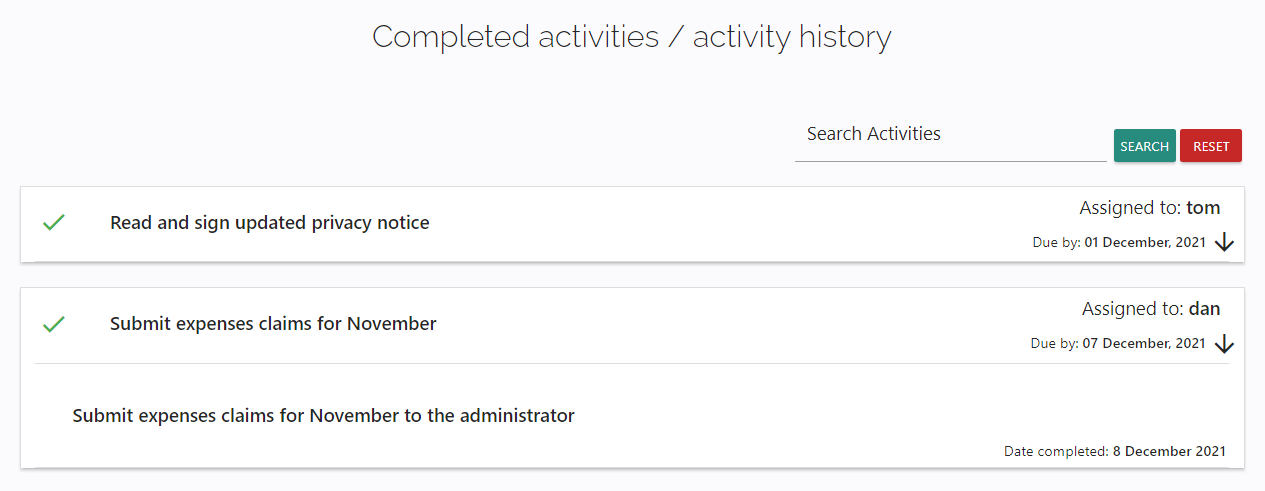 Completed activities / activity history
Search Activities
SEARCH
RESET
Read and sign updated privacy notice
Assigned to: tom
Due by: 01 December, 2021
Submit expenses claims for November
Assigned to: dan
Due by: 07 December, 2021
Submit expenses claims for November to the administrator
Date completed: 8 December 2021